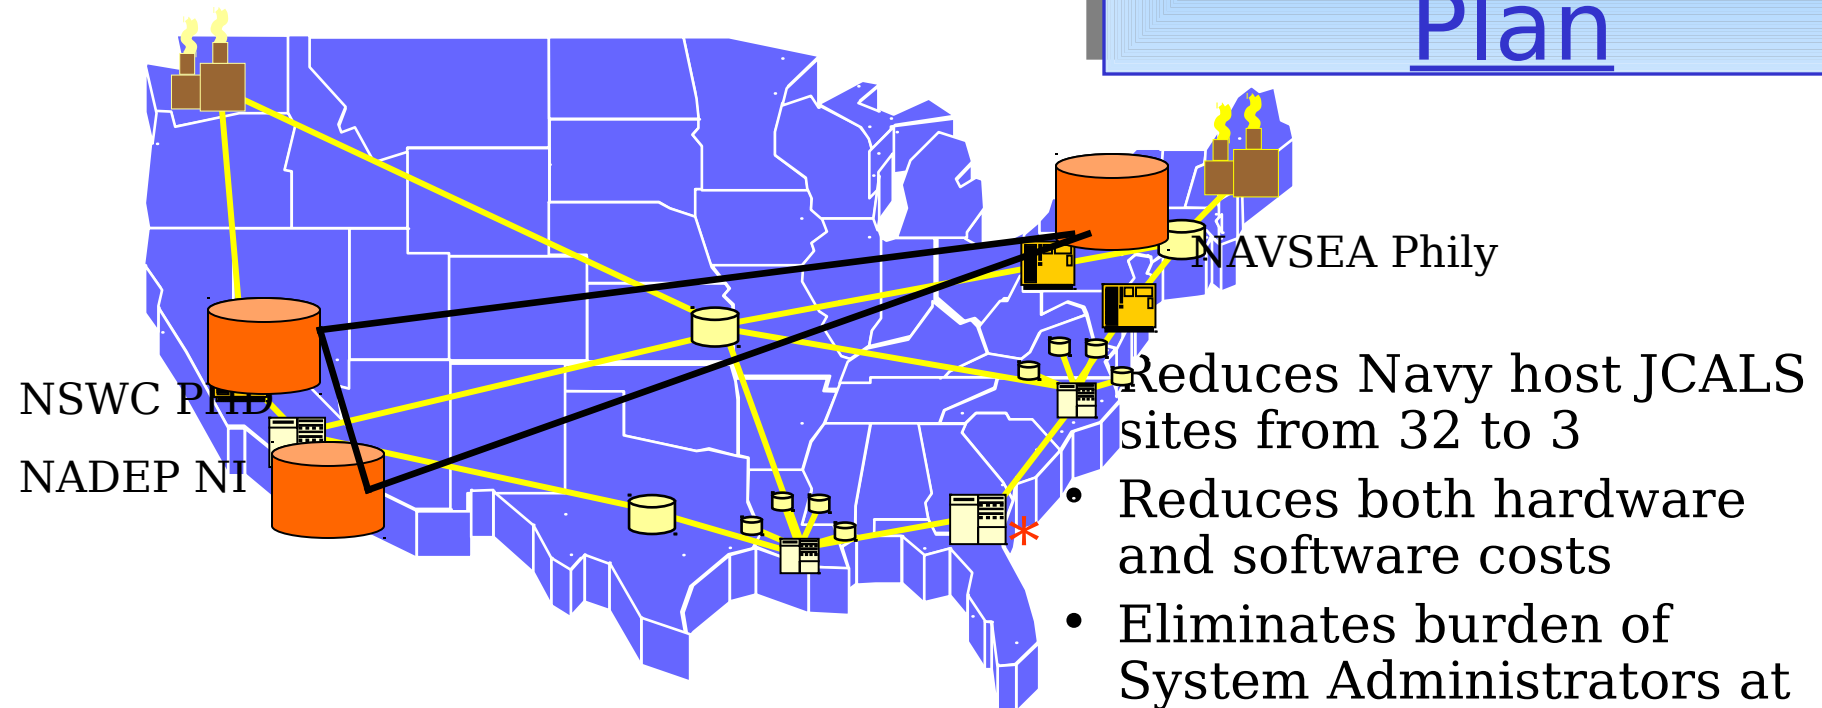 Plan
NAVSEA Phily
NSWC PHD
NADEP NI
Reduces Navy host JCALS
sites from 32 to 3
*
• Reduces both hardware
and software costs
• Eliminates burden of
System Administrators at